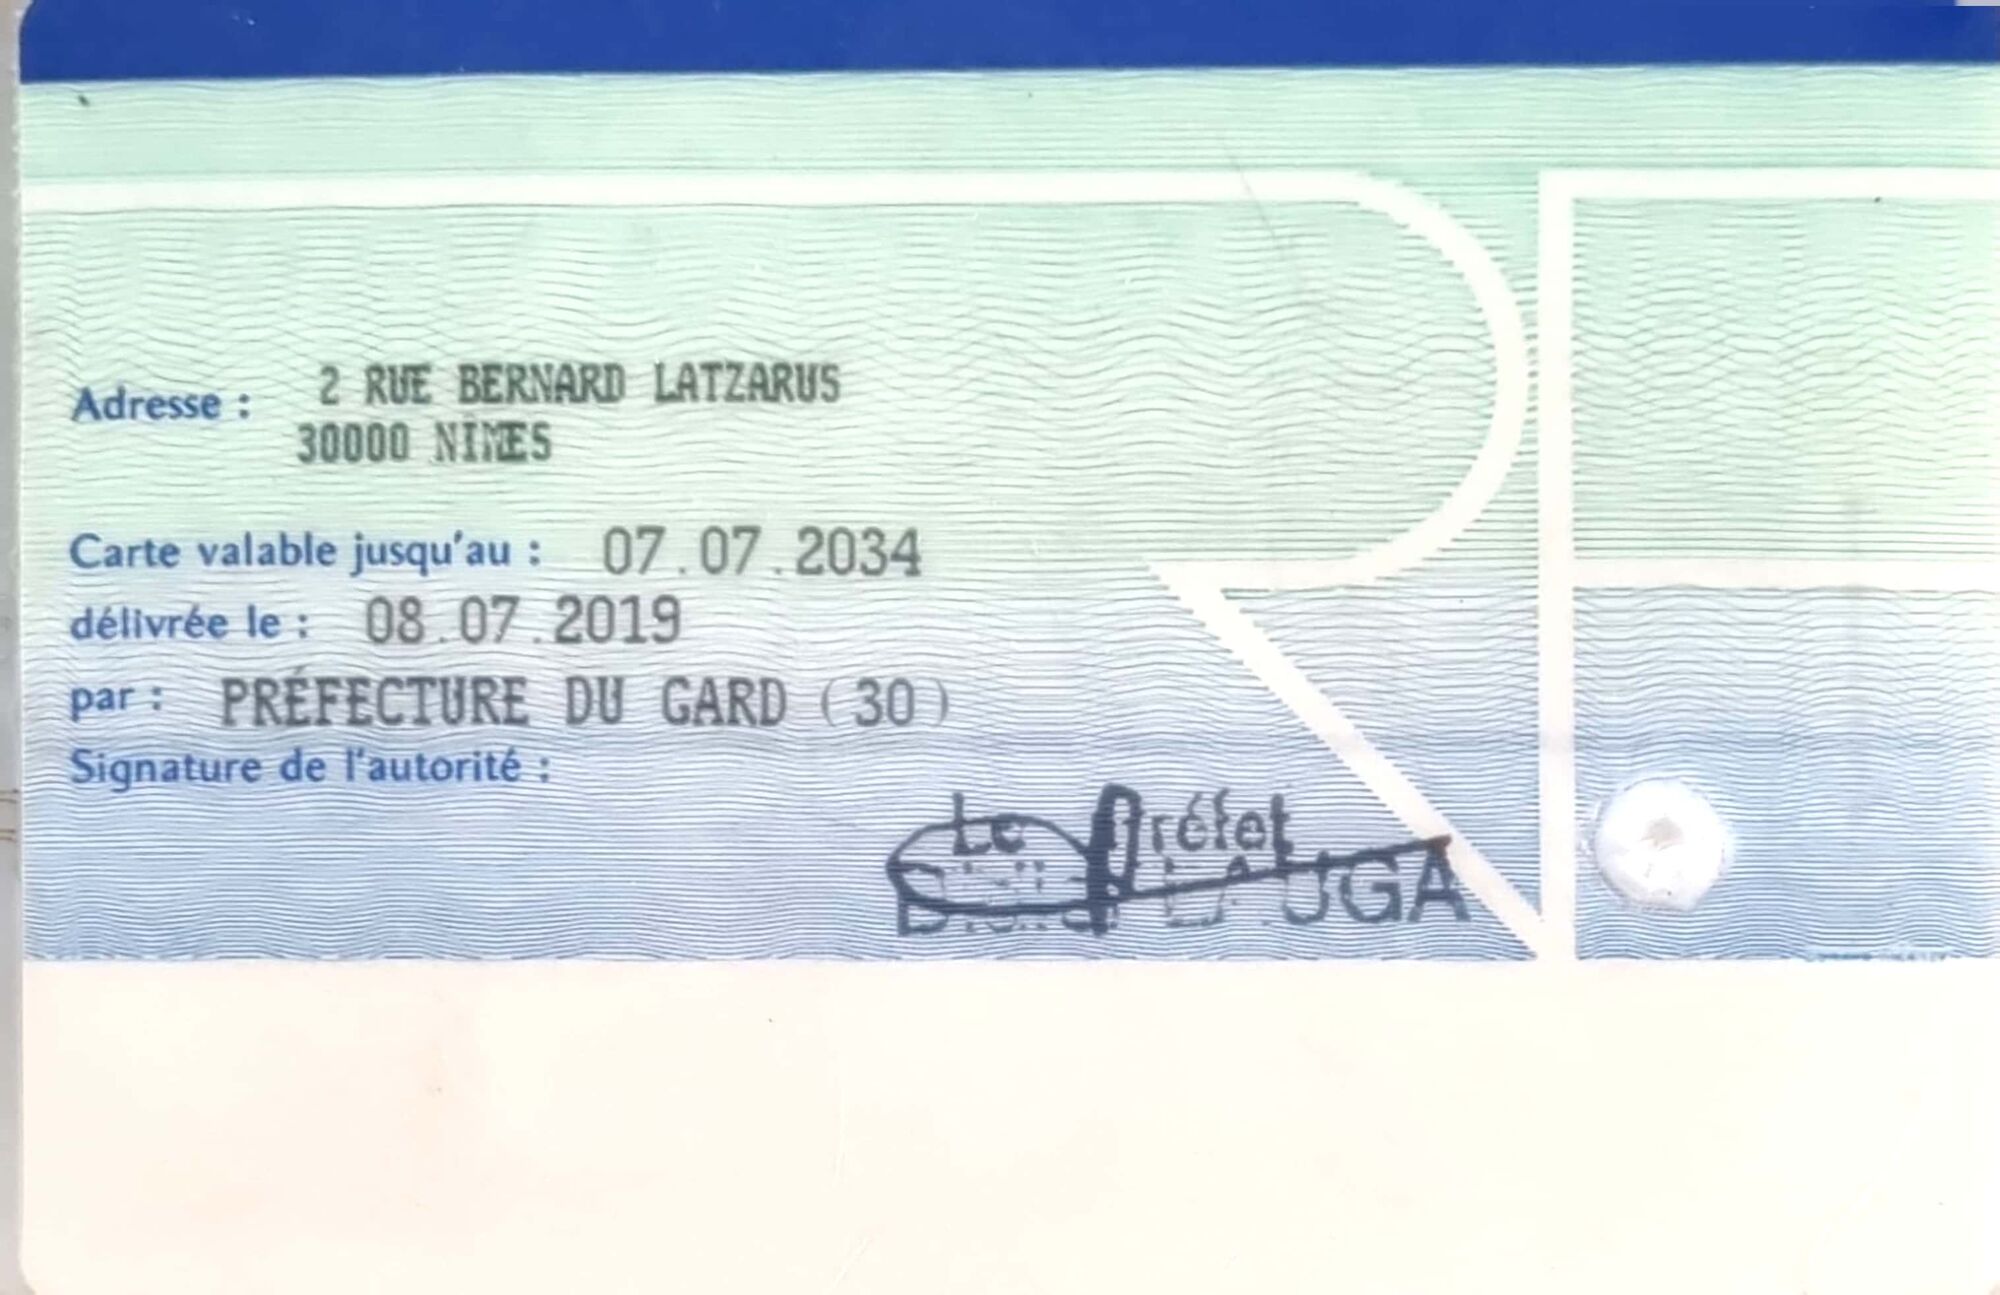 Adresse : 2 RUE BERNARD LATZARUS
30000 NIMES
Carte valable jusqu'au : 07.07.2034
délivrée le : 08.07.2019
par : PRÉFECTURE DU GARD (30)
Signature de l'autorité :
Le Préfet